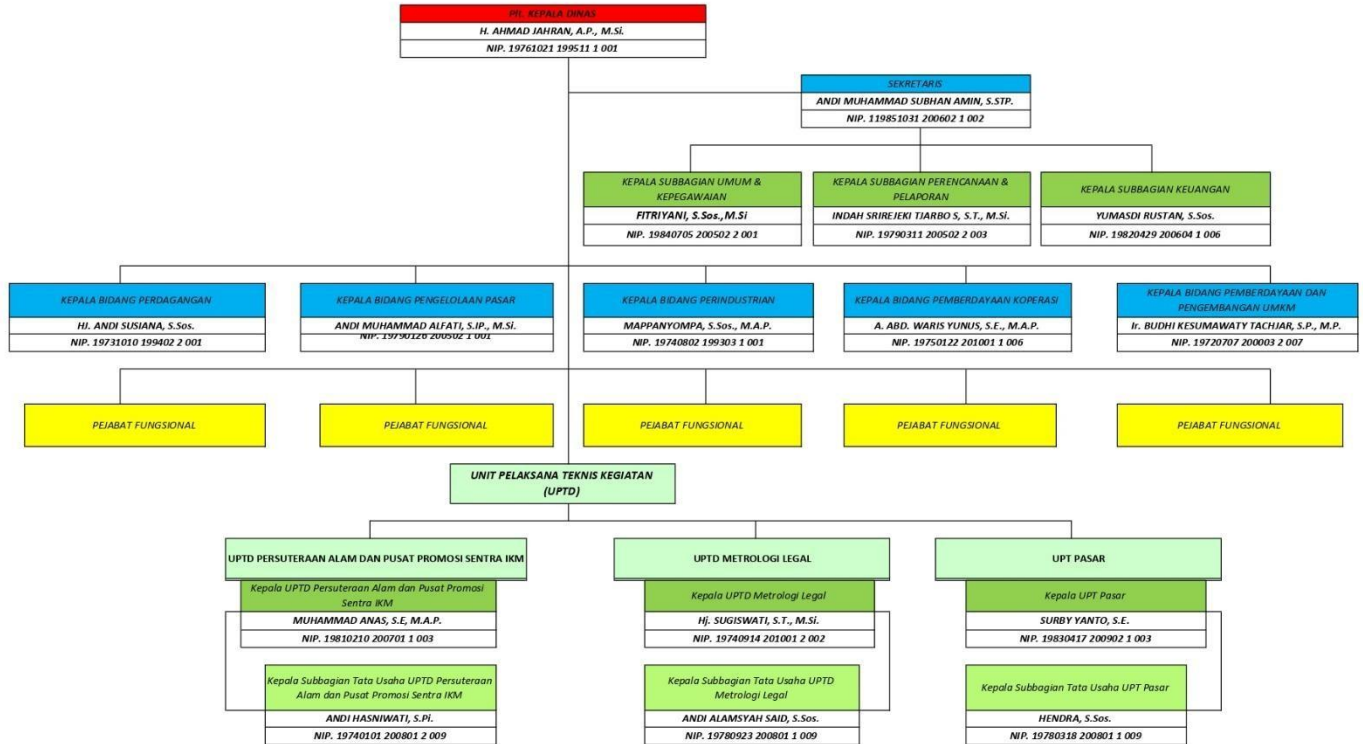 Plt. KEPALA DINAS
H. AHMAD JAHRAN, A.P., M.Si.
NIP. 19761021 199511 1 001
SEKRETARIS
ANDI MUHAMMAD SUBHAN AMIN, S.STP.
NIP. 119851031 200602 1 002
KEPALA SUBBAGIAN UMUM &
KEPEGAWAIAN
FITRIYANI, S.Sos.,M.Si
NIP. 19840705 200502 2 001
KEPALA SUBBAGIAN PERENCANAAN &
PELAPORAN
INDAH SRIREJEKI TJARBO S, S.T., M.Si.
NIP. 19790311 200502 2 003
KEPALA SUBBAGIAN KEUANGAN
YUMASDI RUSTAN, S.Sos.
NIP. 19820429 200604 1 006
KEPALA BIDANG PERDAGANGAN
HJ. ANDI SUSIANA, S.Sos.
NIP. 19731010 199402 2 001
KEPALA BIDANG PENGELOLAAN PASAR
ANDI MUHAMMAD ALFATI, S.IP., M.Si.
NIP. 19790126 200502 1 001
KEPALA BIDANG PERINDUSTRIAN
MAPPANYOMPA, S.Sos., M.A.P.
NIP. 19740802 199303 1 001
KEPALA BIDANG PEMBERDAYAAN KOPERASI
A. ABD. WARIS YUNUS, S.E., M.A.P.
NIP. 19750122 201001 1 006
KEPALA BIDANG PEMBERDAYAAN DAN
PENGEMBANGAN UMKM
Ir. BUDHI KESUMAWATY TACHJAR, S.P., M.P.
NIP. 19720707 200003 2 007
PEJABAT FUNGSIONAL
PEJABAT FUNGSIONAL
PEJABAT FUNGSIONAL
PEJABAT FUNGSIONAL
PEJABAT FUNGSIONAL
UNIT PELAKSANA TEKNIS KEGIATAN
(UPTD)
UPTD PERSUTERAAN ALAM DAN PUSAT PROMOSI SENTRA IKM
Kepala UPTD Persuteraan Alam dan Pusat Promosi
Sentra IKM
MUHAMMAD ANAS, S.E, M.A.P.
NIP. 19810210 200701 1 003
Kepala Subbagian Tata Usaha UPTD Persuteraan
Alam dan Pusat Promosi Sentra IKM
ANDI HASNIWATI, S.Pi.
NIP. 19740101 200801 2 009
UPTD METROLOGI LEGAL
Kepala UPTD Metrologi Legal
Hj. SUGISWATI, S.T., M.Si.
NIP. 19740914 201001 2 002
Kepala Subbagian Tata Usaha UPTD
Metrologi Legal
ANDI ALAMSYAH SAID, S.Sos.
NIP. 19780923 200801 1 009
UPT PASAR
Kepala UPT Pasar
SURBY YANTO, S.E.
NIP. 19830417 200902 1 003
Kepala Subbagian Tata Usaha UPT Pasar
HENDRA, S.Sos.
NIP. 19780318 200801 1 009